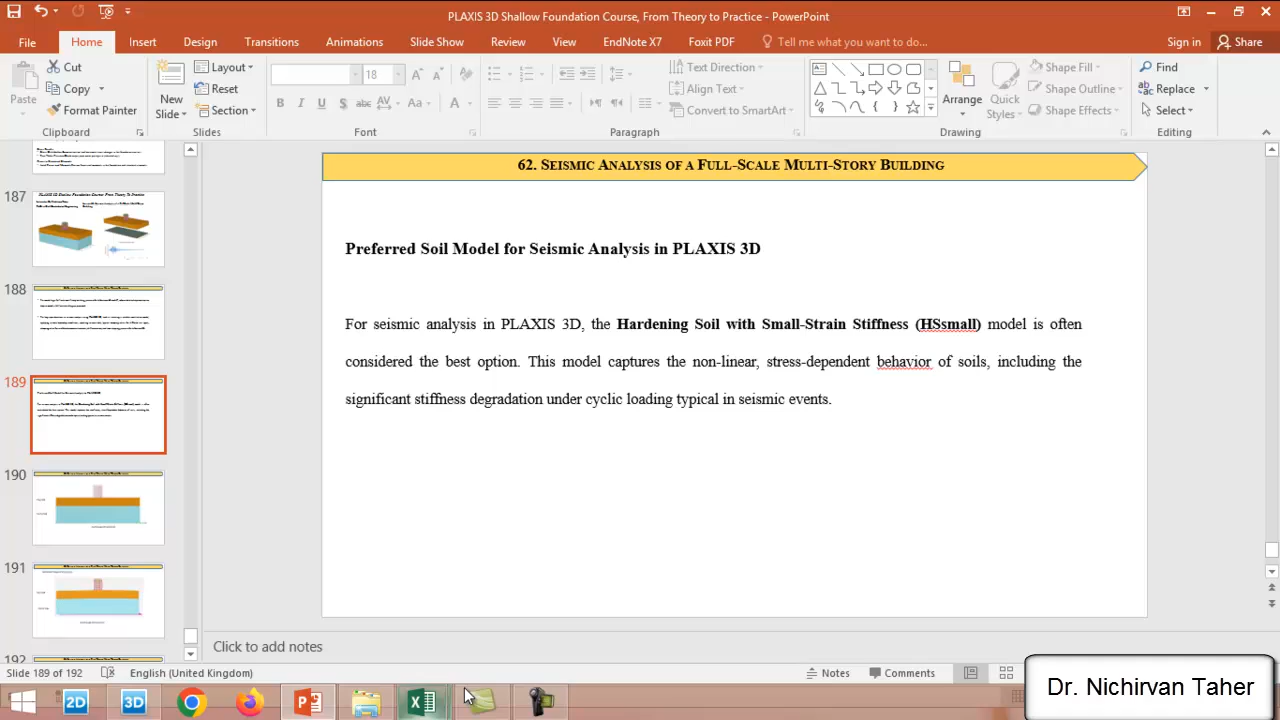 PLAXIS 3D Shallow Foundation Course, From Theory to Practice - PowerPoint
File Home Insert Design Transitions Animations Slide Show Review View EndNote X7 Foxit PDF Tell me what you want to do... Sign in Share
Paste
Cut
Copy
Format Painter
Clipboard
New Slide
Layout
Reset
Section
Slides
18
B I U S abc AV Aa A
Font
Text Direction
Align Text
Convert to SmartArt
Paragraph
Arrange
Quick Styles
Shape Fill
Shape Outline
Shape Effects
Drawing
Find
Replace
Select
Editing
187
188
189
190
191
192
62. SEISMIC ANALYSIS OF A FULL-SCALE MULTI-STORY BUILDING
Preferred Soil Model for Seismic Analysis in PLAXIS 3D
For seismic analysis in PLAXIS 3D, the Hardening Soil with Small-Strain Stiffness (HSsmall) model is often
considered the best option. This model captures the non-linear, stress-dependent behavior of soils, including the
significant stiffness degradation under cyclic loading typical in seismic events.
Click to add notes
Slide 189 of 192 English (United Kingdom) Notes Comments
2D 3D
Dr. Nichirvan Taher